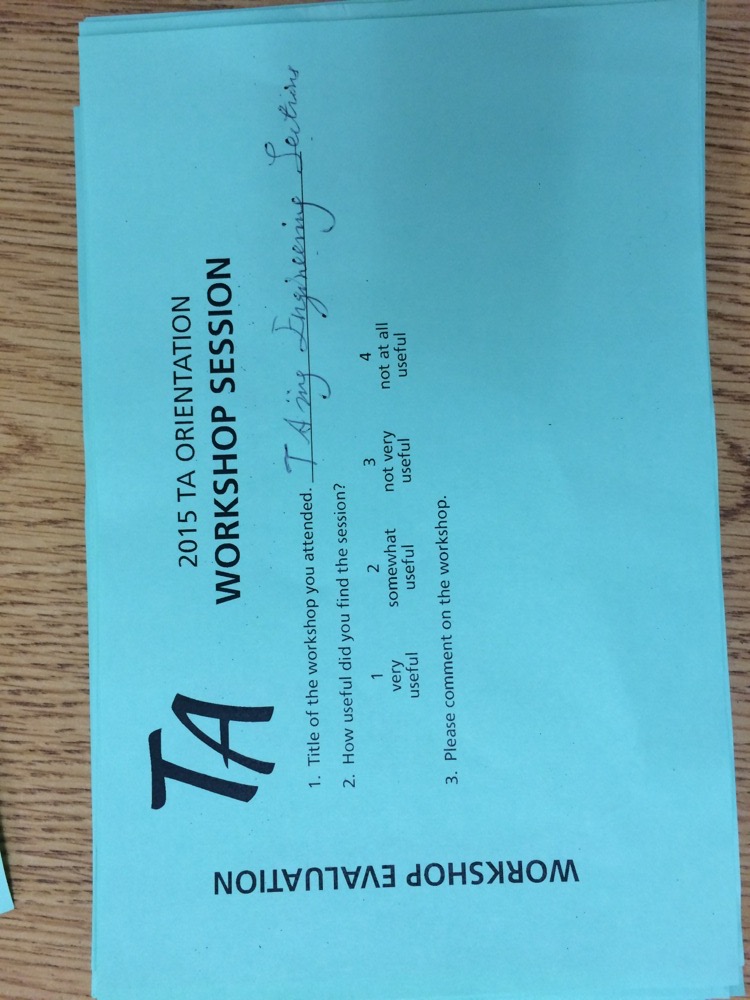 WORKSHOP EVALUATION
TA
2015 TA ORIENTATION
WORKSHOP SESSION
1. Title of the workshop you attended. TAing Engineering Sections
2. How useful did you find the session?
1 2 3 4
very somewhat not very not at all
useful useful useful useful
3. Please comment on the workshop.